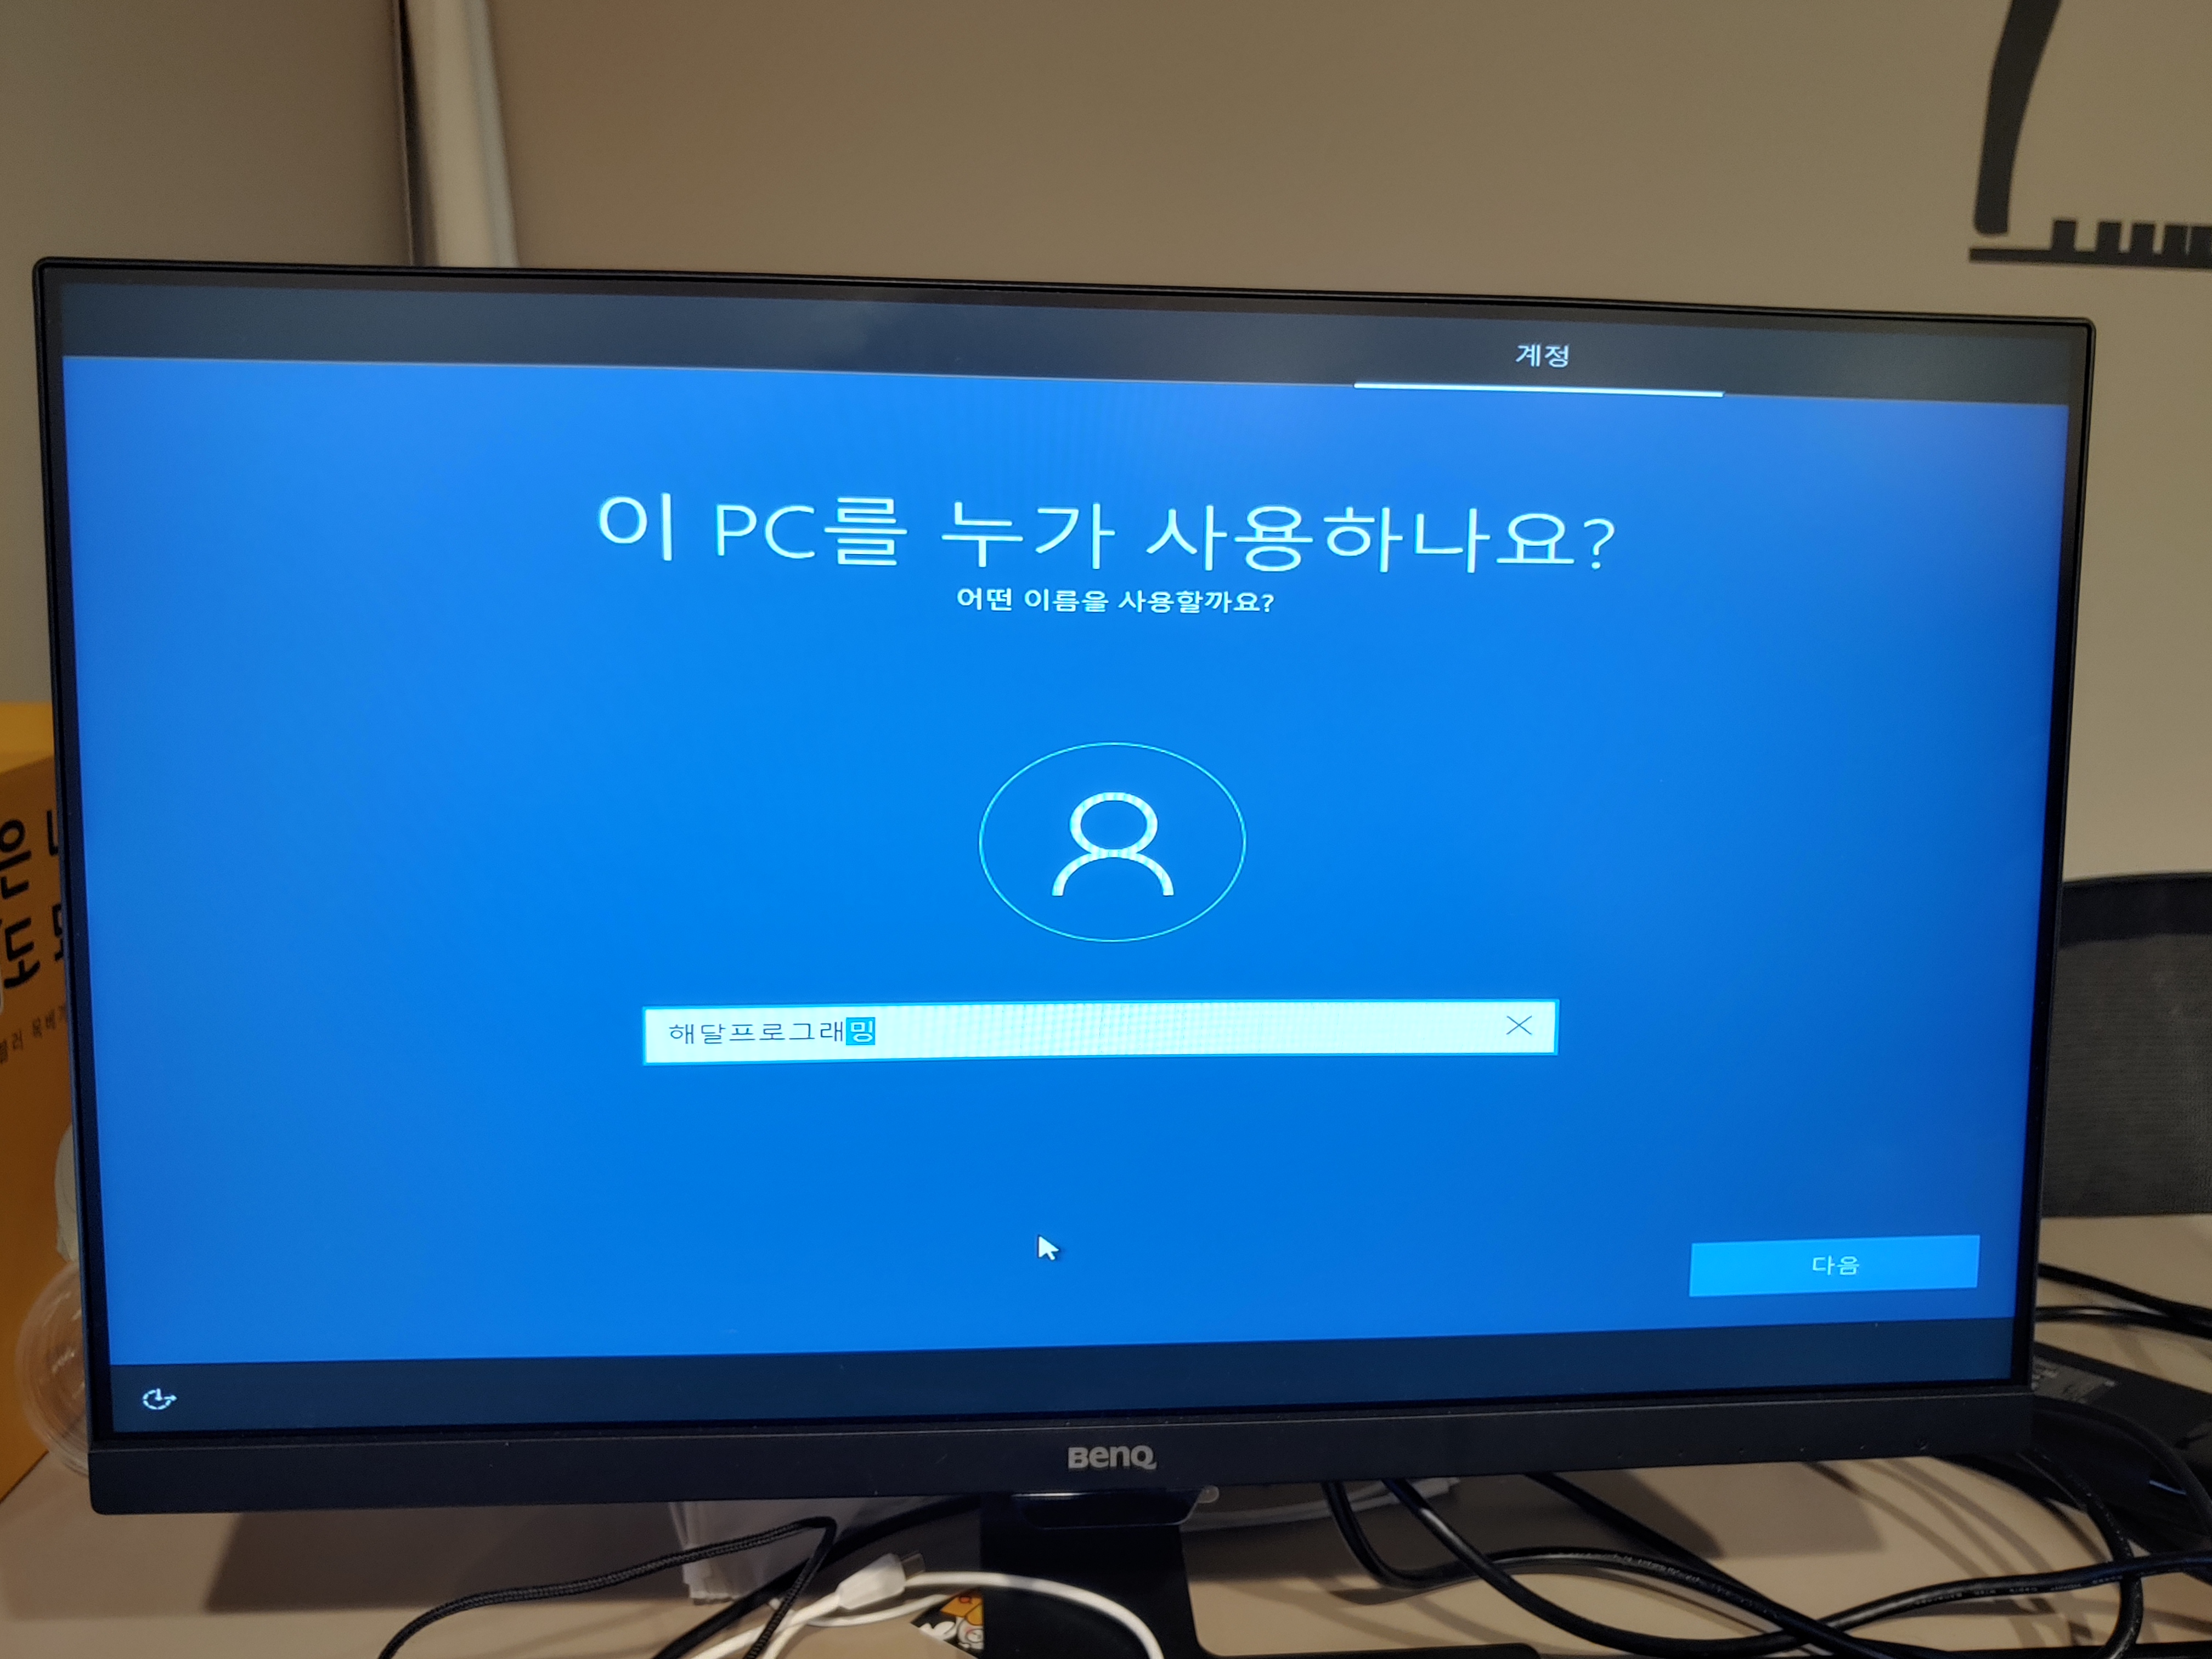 계정
이 PC를 누가 사용하나요?
어떤 이름을 사용할까요?
해달프로그래밍
다음
BenQ